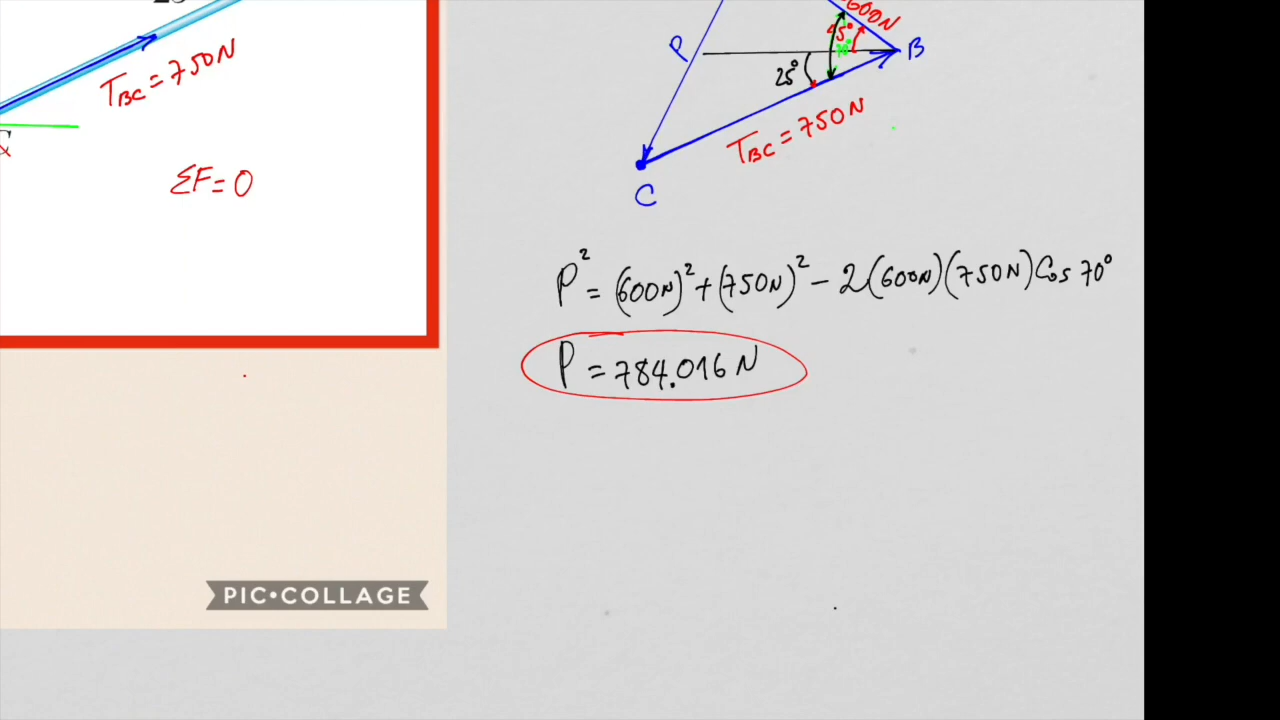 T_BC = 750N
ΣF = 0
600N
45°
70°
P
B
25°
T_BC = 750N
C
P² = (600N)² + (750N)² - 2(600N)(750N)Cos 70°
P = 784.016 N
PIC•COLLAGE